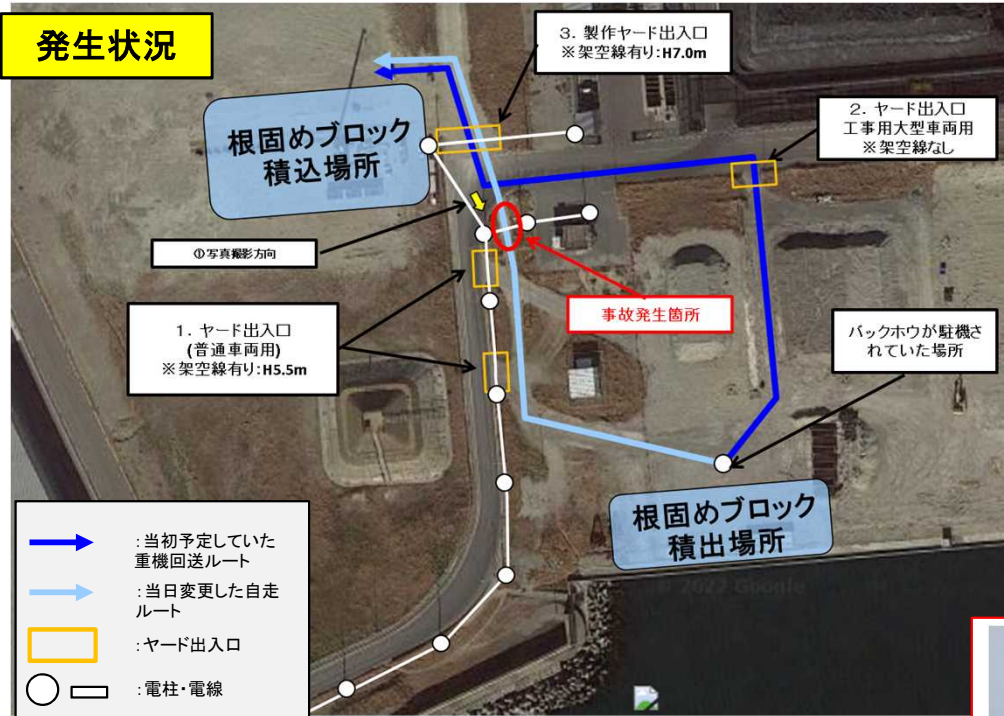 発生状況
3. 製作ヤード出入口
※架空線有り:H7.0m
2. ヤード出入口
工事用大型車両用
※架空線なし
根固めブロック
積込場所
①写真撮影方向
事故発生箇所
1. ヤード出入口
(普通車両用)
※架空線有り:H5.5m
バックホウが駐機さ
れていた場所
根固めブロック
積出場所
:当初予定していた
重機回送ルート
:当日変更した自走
ルート
:ヤード出入口
:電柱・電線
2022 Google